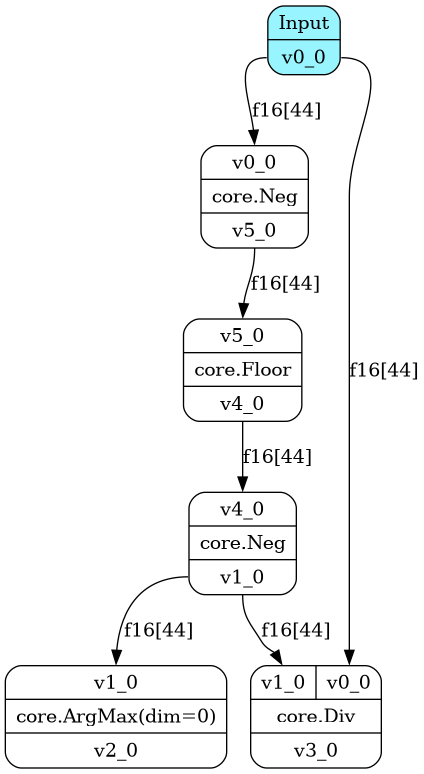 Input
v0_0
f16[44]
v0_0
core.Neg
v5_0
f16[44]
v5_0
core.Floor
v4_0
f16[44]
f16[44]
v4_0
core.Neg
v1_0
f16[44]
f16[44]
v1_0
core.ArgMax(dim=0)
v2_0
v1_0 v0_0
core.Div
v3_0